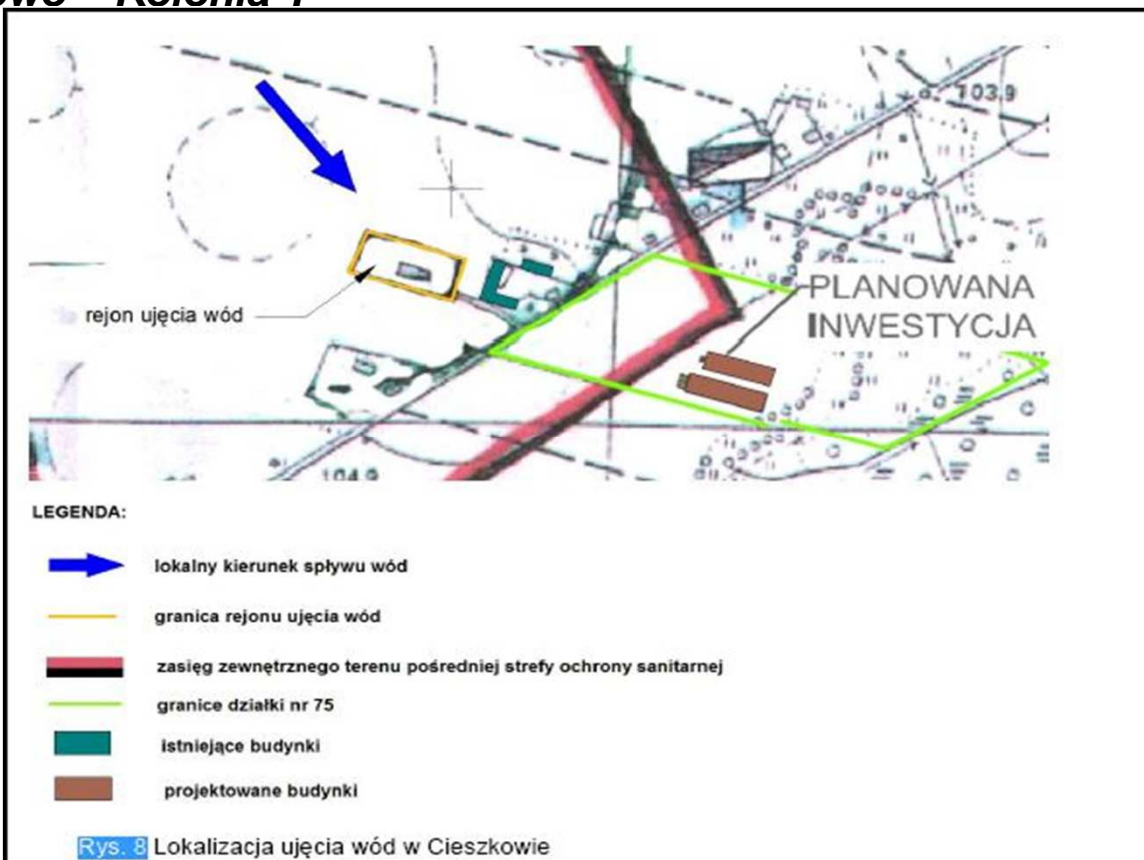 Kolonia 1
103.9
rejon ujęcia wód
PLANOWANA
INWESTYCJA
104.9
LEGENDA:
lokalny kierunek spływu wód
granica rejonu ujęcia wód
zasięg zewnętrznego terenu pośredniej strefy ochrony sanitarnej
granice działki nr 75
istniejące budynki
projektowane budynki
Rys. 8 Lokalizacja ujęcia wód w Cieszkowie